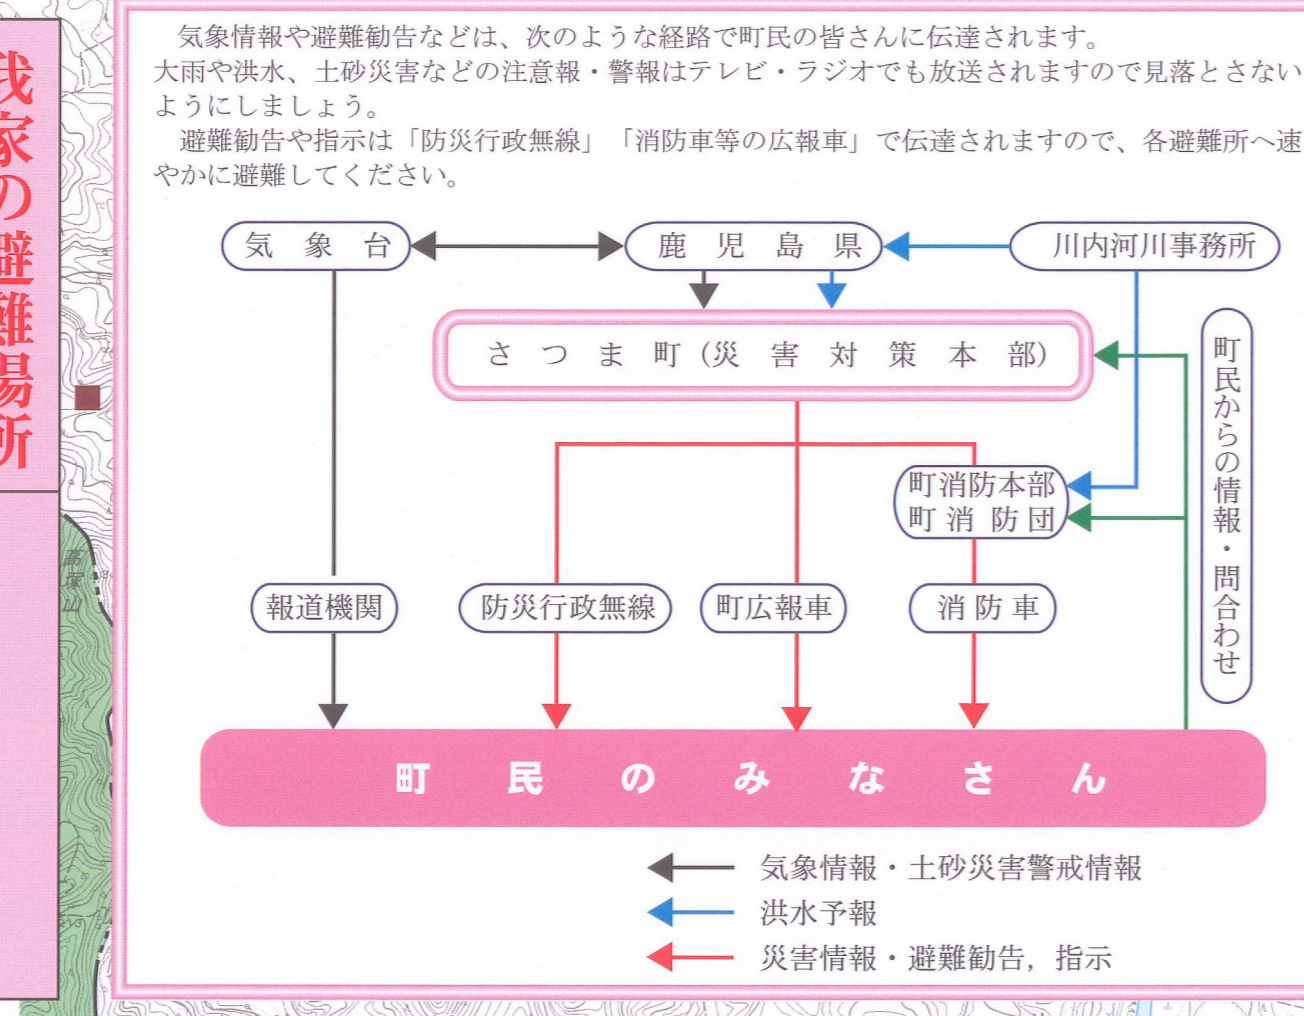 我家の避難場所
気象情報や避難勧告などは、次のような経路で町民の皆さんに伝達されます。
大雨や洪水、土砂災害などの注意報・警報はテレビ・ラジオでも放送されますので見落とさない
ようにしましょう。
避難勧告や指示は「防災行政無線」「消防車等の広報車」で伝達されますので、各避難所へ速
やかに避難してください。
気象台
鹿児島県
川内河川事務所
さつま町(災害対策本部)
町民からの情報・問合わせ
町消防本部
町消防団
報道機関
防災行政無線
町広報車
消防車
町民のみなさん
気象情報・土砂災害警戒情報
洪水予報
災害情報・避難勧告,指示
高塚山